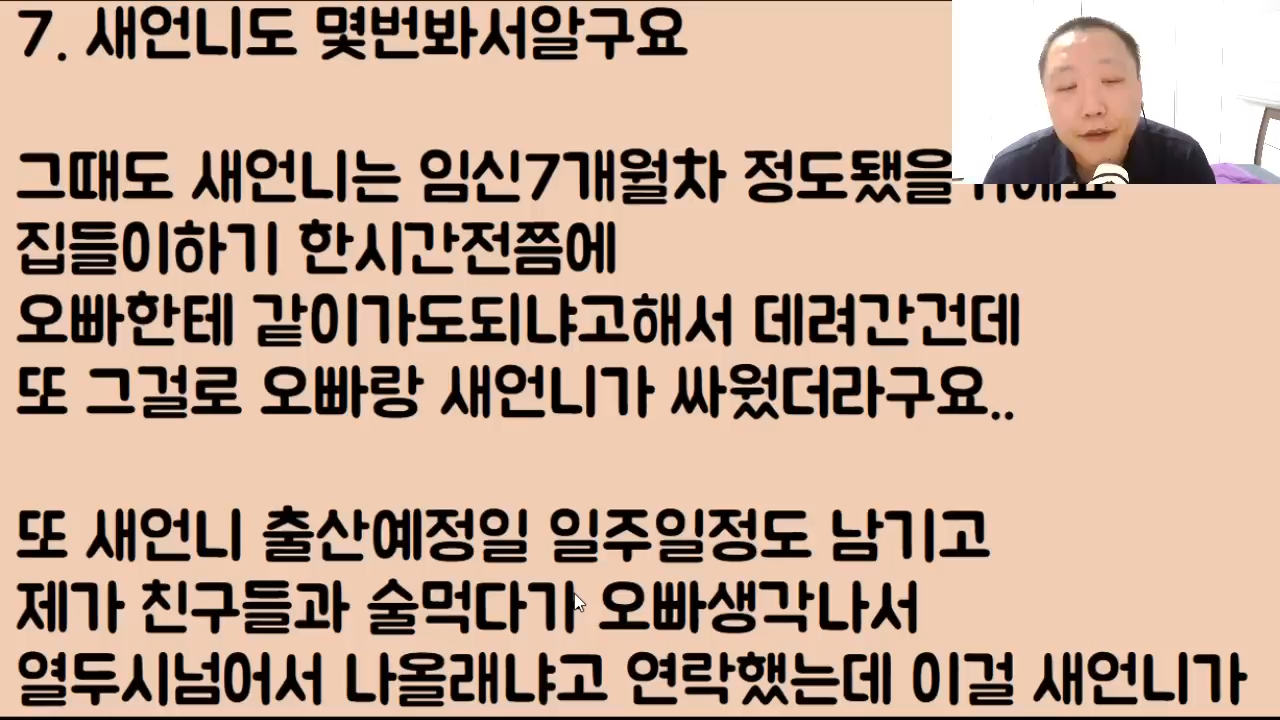 7. 새언니도 몇번봐서알구요
그때도 새언니는 임신7개월차 정도됐을
집들이하기 한시간전쯤에
오빠한테 같이가도되냐고해서 데려간건데
또 그걸로 오빠랑 새언니가 싸웠더라구요..
또 새언니 출산예정일 일주일정도 남기고
제가 친구들과 술먹다가 오빠생각나서
열두시넘어서 나올래냐고 연락했는데 이걸 새언니가